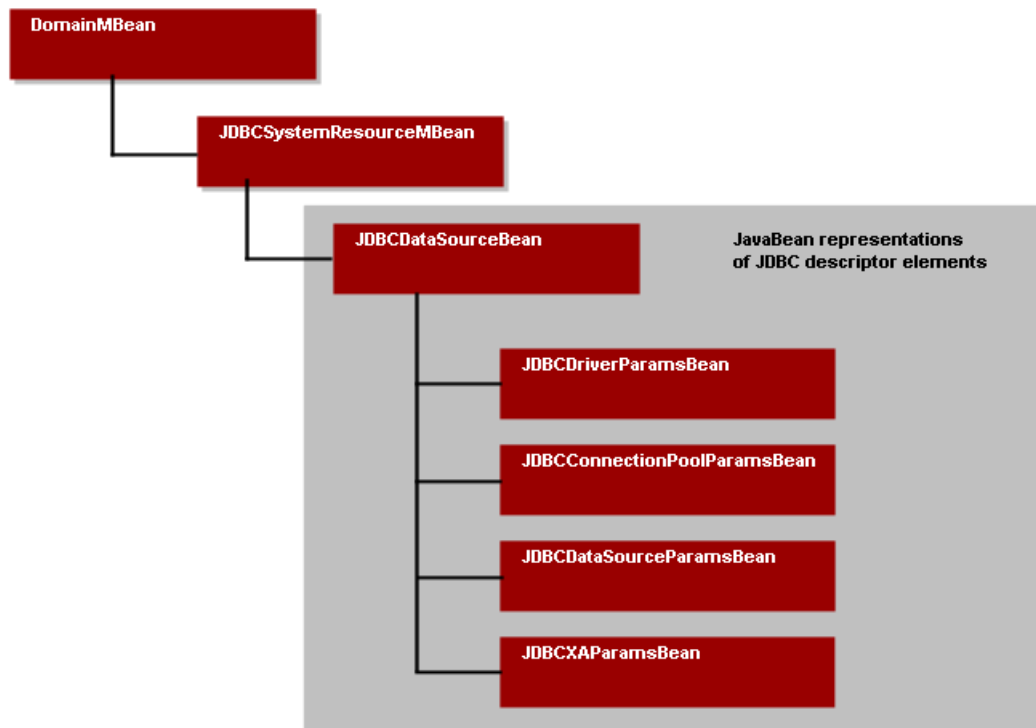 DomainMBean
JDBCSystemResourceMBean
JDBCDataSourceBean
JavaBean representations
of JDBC descriptor elements
JDBCDriverParamsBean
JDBCConnectionPoolParamsBean
JDBCDataSourceParamsBean
JDBCXAParamsBean